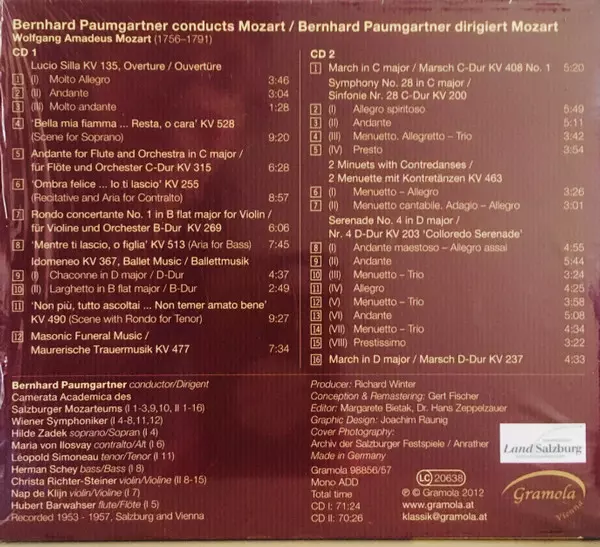 Bernhard Paumgartner conducts Mozart / Bernhard Paumgartner dirigiert Mozart
Wolfgang Amadeus Mozart (1756–1791)
CD 1
Lucio Silla KV 135, Overture / Ouvertüre
1 (I) Molto Allegro 3:46
2 (II) Andante 3:04
3 (III) Molto andante 1:28
4 'Bella mia fiamma ... Resta, o cara' KV 528
(Scene for Soprano) 9:20
5 Andante for Flute and Orchestra in C major /
für Flöte und Orchester C-Dur KV 315 6:28
6 'Ombra felice ... Io ti lascio' KV 255
(Recitative and Aria for Contralto) 8:57
7 Rondo concertante No. 1 in B flat major for Violin /
für Violine und Orchester B-Dur KV 269 6:06
8 'Mentre ti lascio, o figlia' KV 513 (Aria for Bass) 7:45
Idomeneo KV 367, Ballet Music / Ballettmusik
9 (I) Chaconne in D major / D-Dur 4:37
10 (II) Larghetto in B flat major / B-Dur 2:49
11 'Non più, tutto ascoltai ... Non temer amato bene'
KV 490 (Scene with Rondo for Tenor) 9:27
12 Masonic Funeral Music /
Maurerische Trauermusik KV 477 7:34
CD 2
1 March in C major / Marsch C-Dur KV 408 No. 1 5:20
Symphony No. 28 in C major /
Sinfonie Nr. 28 C-Dur KV 200
2 (I) Allegro spiritoso 5:49
3 (II) Andante 5:11
4 (III) Menuetto. Allegretto – Trio 3:42
5 (IV) Presto 3:54
2 Minuets with Contredanses /
2 Menuette mit Kontretänzen KV 463
6 (I) Menuetto – Allegro 3:26
7 (II) Menuetto cantabile. Adagio – Allegro 3:01
Serenade No. 4 in D major /
Nr. 4 D-Dur KV 203 'Colloredo Serenade'
8 (I) Andante maestoso – Allegro assai 4:55
9 (II) Andante 5:44
10 (III) Menuetto – Trio 3:24
11 (IV) Allegro 4:25
12 (V) Menuetto – Trio 3:58
13 (VI) Andante 5:08
14 (VII) Menuetto – Trio 4:34
15 (VIII) Prestissimo 3:22
16 March in D major / Marsch D-Dur KV 237 4:33
Bernhard Paumgartner conductor/Dirigent
Camerata Academica des
Salzburger Mozarteums (I 1-3,9,10, II 1-16)
Wiener Symphoniker (I 4-8,11,12)
Hilde Zadek soprano/Sopran (I 4)
Maria von Ilosvay contralto/Alt (I 6)
Léopold Simoneau tenor/Tenor (I 11)
Herman Schey bass/Bass (I 8)
Christa Richter-Steiner violin/Violine (II 8-15)
Nap de Klijn violin/Violine (I 7)
Hubert Barwahser flute/Flöte (I 5)
Recorded 1953 - 1957, Salzburg and Vienna
Producer: Richard Winter
Conception & Remastering: Gert Fischer
Editor: Margarete Bietak, Dr. Hans Zeppelzauer
Graphic Design: Joachim Raunig
Cover Photography:
Archiv der Salzburger Festspiele / Anrather
Made in Germany
Gramola 98856/57
Mono ADD
Total time
CD I: 71:24
CD II: 70:26
LC 20638
℗ © Gramola 2012
www.gramola.at
klassik@gramola.at
Land Salzburg
Gramola
Vienna